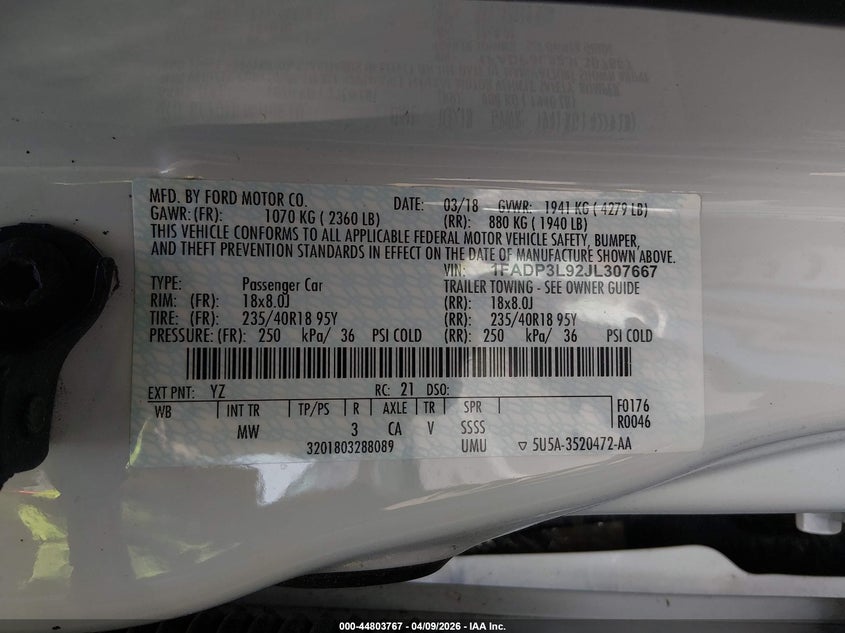 MFD. BY FORD MOTOR CO. DATE: 03/18 GVWR: 1941 KG ( 4279 LB)
GAWR: (FR): 1070 KG ( 2360 LB) (RR): 880 KG ( 1940 LB)
THIS VEHICLE CONFORMS TO ALL APPLICABLE FEDERAL MOTOR VEHICLE SAFETY, BUMPER,
AND THEFT PREVENTION STANDARDS IN EFFECT ON THE DATE OF MANUFACTURE SHOWN ABOVE.
VIN: 1FADP3L92JL307667
TYPE: Passenger Car TRAILER TOWING - SEE OWNER GUIDE
RIM: (FR): 18x8.0J (RR): 18x8.0J
TIRE: (FR): 235/40R18 95Y (RR): 235/40R18 95Y
PRESSURE: (FR): 250 kPa/ 36 PSI COLD (RR): 250 kPa/ 36 PSI COLD
EXT PNT: YZ RC: 21 DSO:
WB INT TR TP/PS R AXLE TR SPR F0176
MW 3 CA V SSSS R0046
3201803288089 UMU ▽ 5U5A-3520472-AA
000-44803767 - 04/09/2026 - IAA Inc.